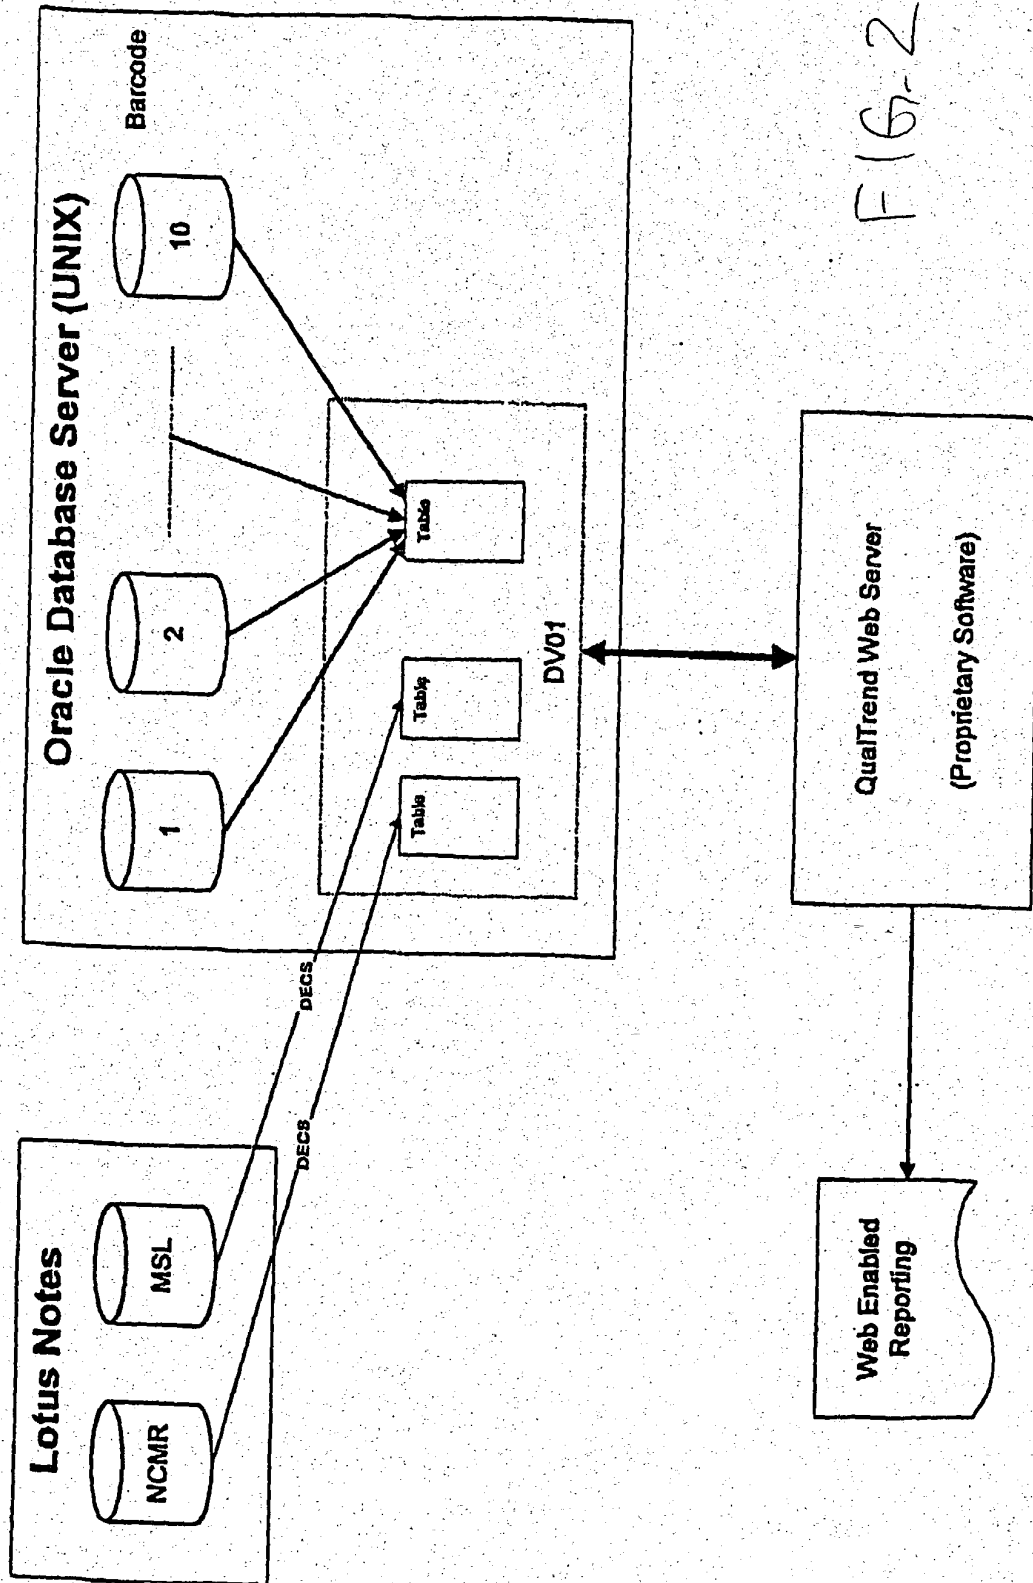 Lotus Notes
NCMR
MSL
DECS
DECS
Oracle Database Server (UNIX)
1
2
10
Barcode
Table
Table
Table
DV01
QualTrend Web Server
(Proprietary Software)
Web Enabled
Reporting
FIG. 2